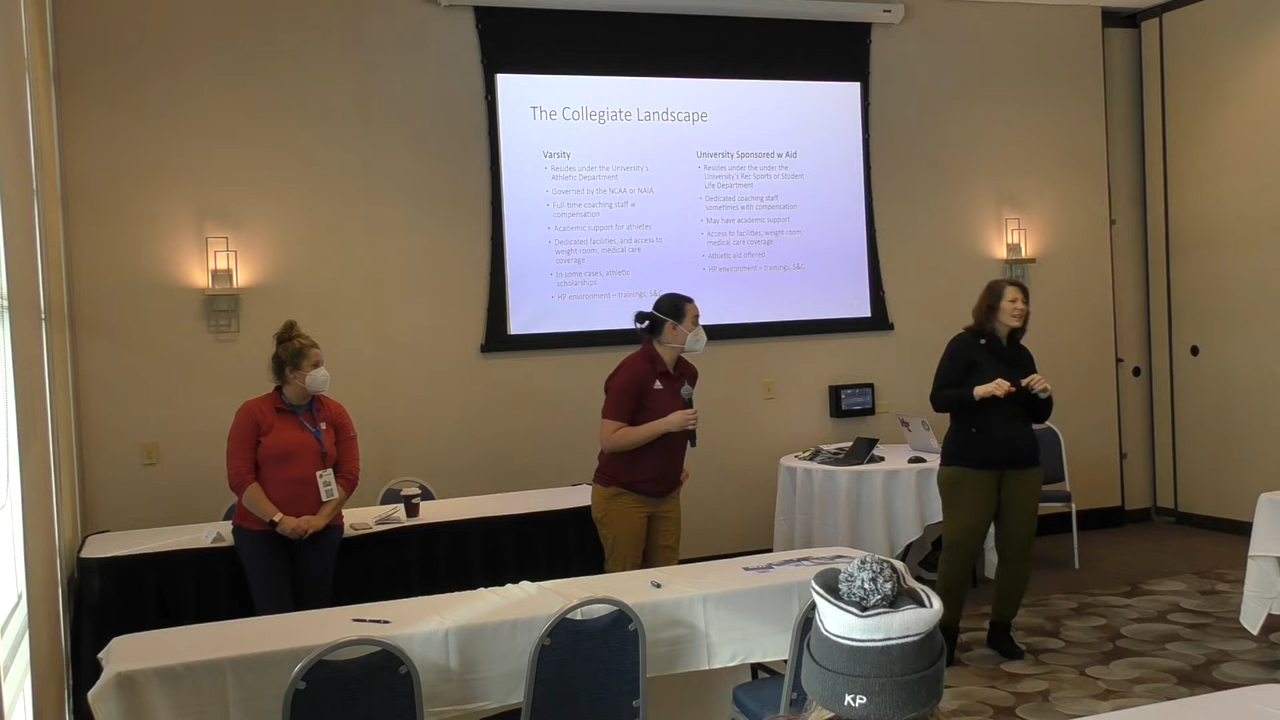 The Collegiate Landscape
Varsity
• Resides under the University's
Athletic Department
• Governed by the NCAA or NAIA
• Full-time coaching staff w
compensation
• Academic support for athletes
• Dedicated facilities, and access to
weight room, medical care
coverage
• In some cases, athletic
scholarships
• HP environment – trainings, S&C
University Sponsored w Aid
• Resides under the under the
University's Rec Sports or Student
Life Department
• Dedicated coaching staff,
sometimes with compensation
• May have academic support
• Access to facilities, weight room,
medical care coverage
• Athletic aid offered
• HP environment – trainings, S&C
KP